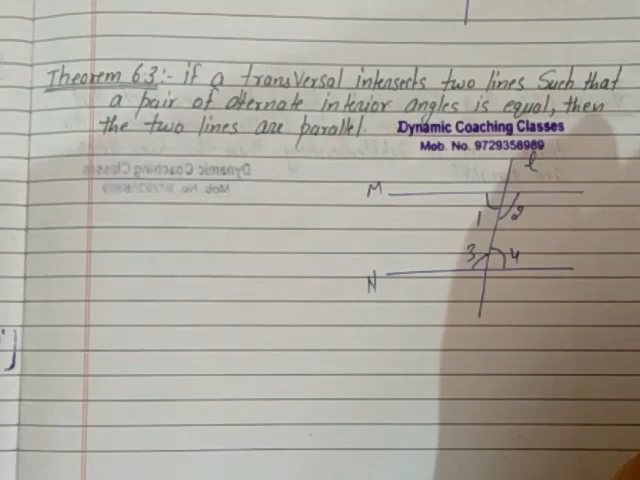 Theorem 6.3:- if a transversal intersects two lines Such that
a pair of alternate interior angles is equal, then
the two lines are parallel.
Dynamic Coaching Classes
Mob. No. 9729358989
l
M
1 2
3 4
N